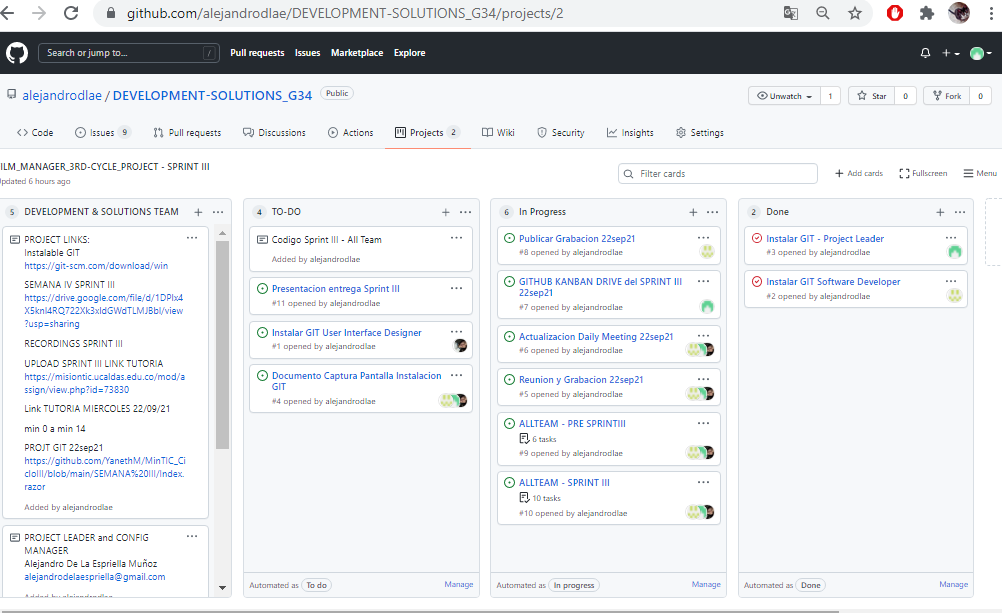 github.com/alejandrodlae/DEVELOPMENT-SOLUTIONS_G34/projects/2
Search or jump to...
/
Pull requests
Issues
Marketplace
Explore
alejandrodlae / DEVELOPMENT-SOLUTIONS_G34
Public
Unwatch
1
Star
0
Fork
0
Code
Issues 9
Pull requests
Discussions
Actions
Projects 2
Wiki
Security
Insights
Settings
ILM_MANAGER_3RD-CYCLE_PROJECT - SPRINT III
Updated 6 hours ago
Filter cards
Add cards
Fullscreen
Menu
5 DEVELOPMENT & SOLUTIONS TEAM
PROJECT LINKS:
Instalable GIT
https://git-scm.com/download/win
SEMANA IV SPRINT III
https://drive.google.com/file/d/1DPlx4
X5knI4RQ722Xk3xIdGWdTLMJBbI/view
?usp=sharing
RECORDINGS SPRINT III
UPLOAD SPRINT III LINK TUTORIA
https://misiontic.ucaldas.edu.co/mod/a
ssign/view.php?id=73830
Link TUTORIA MIERCOLES 22/09/21
min 0 a min 14
PROJT GIT 22sep21
https://github.com/YanethM/MinTIC_Ci
cloIII/blob/main/SEMANA%20III/Index.
razor
Added by alejandrodlae
PROJECT LEADER and CONFIG
MANAGER
Alejandro De La Espriella Muñoz
alejandrodelaespriella@gmail.com
Added by alejandrodlae
4 TO-DO
Codigo Sprint III - All Team
Added by alejandrodlae
Presentacion entrega Sprint III
#11 opened by alejandrodlae
Instalar GIT User Interface Designer
#1 opened by alejandrodlae
Documento Captura Pantalla Instalacion
GIT
#4 opened by alejandrodlae
Automated as To do
Manage
6 In Progress
Publicar Grabacion 22sep21
#8 opened by alejandrodlae
GITHUB KANBAN DRIVE del SPRINT III
22sep21
#7 opened by alejandrodlae
Actualizacion Daily Meeting 22sep21
#6 opened by alejandrodlae
Reunion y Grabacion 22sep21
#5 opened by alejandrodlae
ALLTEAM - PRE SPRINTIII
6 tasks
#9 opened by alejandrodlae
ALLTEAM - SPRINT III
10 tasks
#10 opened by alejandrodlae
Automated as In progress
Manage
2 Done
Instalar GIT - Project Leader
#3 opened by alejandrodlae
Instalar GIT Software Developer
#2 opened by alejandrodlae
Automated as Done
Manage